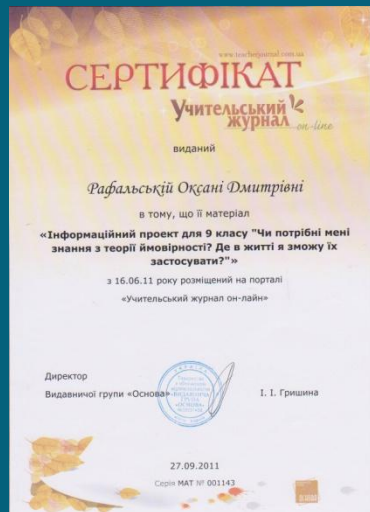 www.teacherjournal.com.ua
СЕРТИФІКАТ
Учительський
журнал
on-line
виданий
Рафальській Оксані Дмитрівні
в тому, що її матеріал
«Інформаційний проект для 9 класу "Чи потрібні мені
знання з теорії ймовірності? Де в житті я зможу їх
застосувати?"»
з 16.06.11 року розміщений на порталі
«Учительський журнал он-лайн»
Директор
Видавничої групи «Основа»
І. І. Гришина
27.09.2011
Серія МАТ № 001143